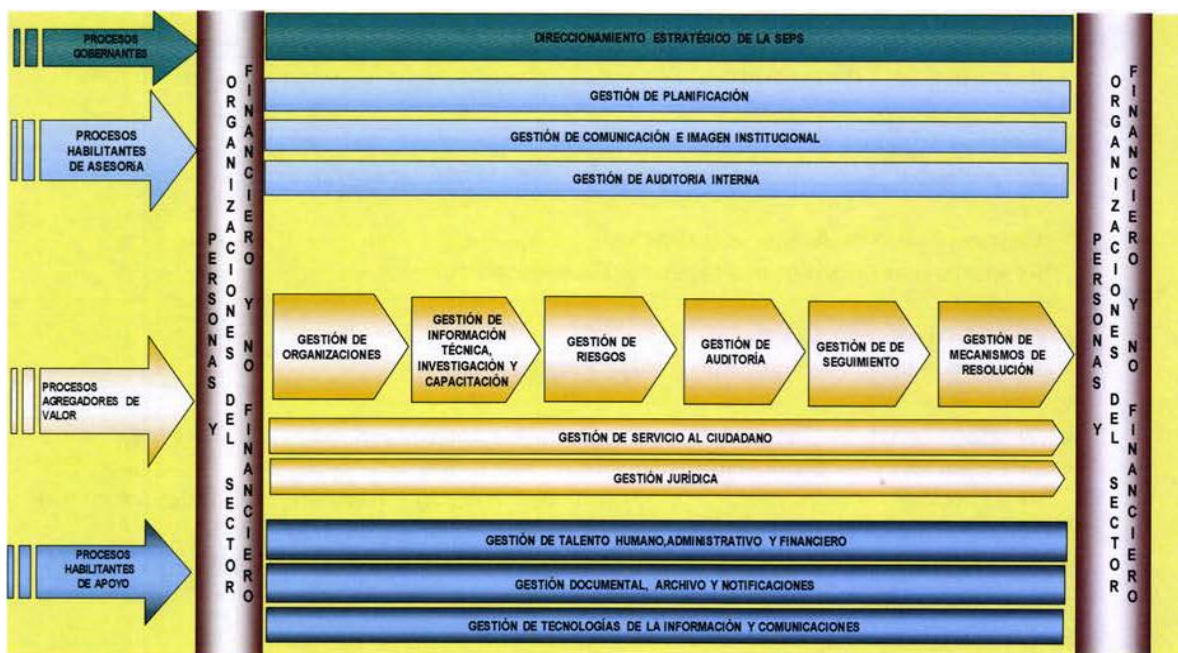 PROCESOS
GOBERNANTES
DIRECCIONAMIENTO ESTRATÉGICO DE LA SEPS
PROCESOS
HABILITANTES
DE ASESORíA
GESTIÓN DE PLANIFICACIÓN
GESTIÓN DE COMUNICACIÓN E IMAGEN INSTITUCIONAL
GESTIÓN DE AUDITORIA INTERNA
PERSONAS Y
ORGANIZACIONES DEL SECTOR
FINANCIERO Y NO FINANCIERO
PROCESOS
AGREGADORES DE
VALOR
GESTIÓN DE
ORGANIZACIONES
GESTIÓN DE
INFORMACIÓN
TÉCNICA,
INVESTIGACIÓN Y
CAPACITACIÓN
GESTIÓN DE
RIESGOS
GESTIÓN DE
AUDITORÍA
GESTIÓN DE DE
SEGUIMIENTO
GESTIÓN DE
MECANISMOS DE
RESOLUCIÓN
GESTIÓN DE SERVICIO AL CIUDADANO
GESTIÓN JURÍDICA
PROCESOS
HABILITANTES
DE APOYO
GESTIÓN DE TALENTO HUMANO,ADMINISTRATIVO Y FINANCIERO
GESTIÓN DOCUMENTAL, ARCHIVO Y NOTIFICACIONES
GESTIÓN DE TECNOLOGÍAS DE LA INFORMACIÓN Y COMUNICACIONES
PERSONAS Y
ORGANIZACIONES DEL SECTOR
FINANCIERO Y NO FINANCIERO